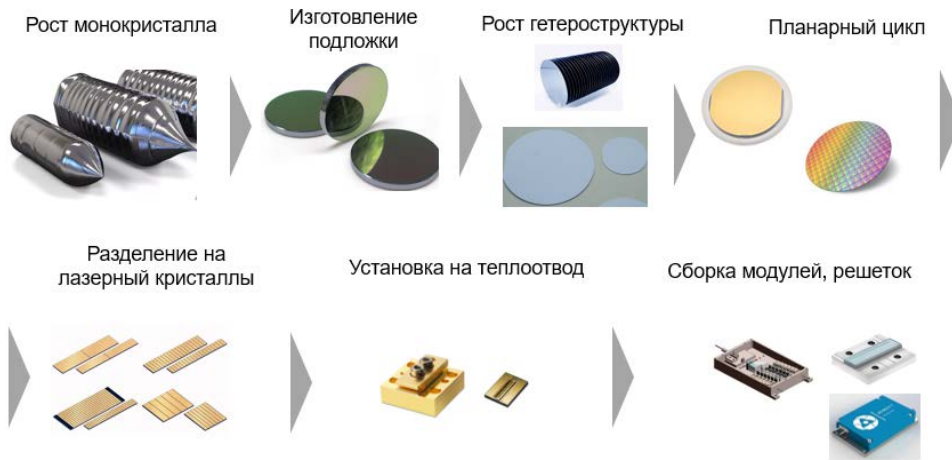 Рост монокристалла
Изготовление
подложки
Рост гетероструктуры
Планарный цикл
Разделение на
лазерный кристаллы
Установка на теплоотвод
Сборка модулей, решеток